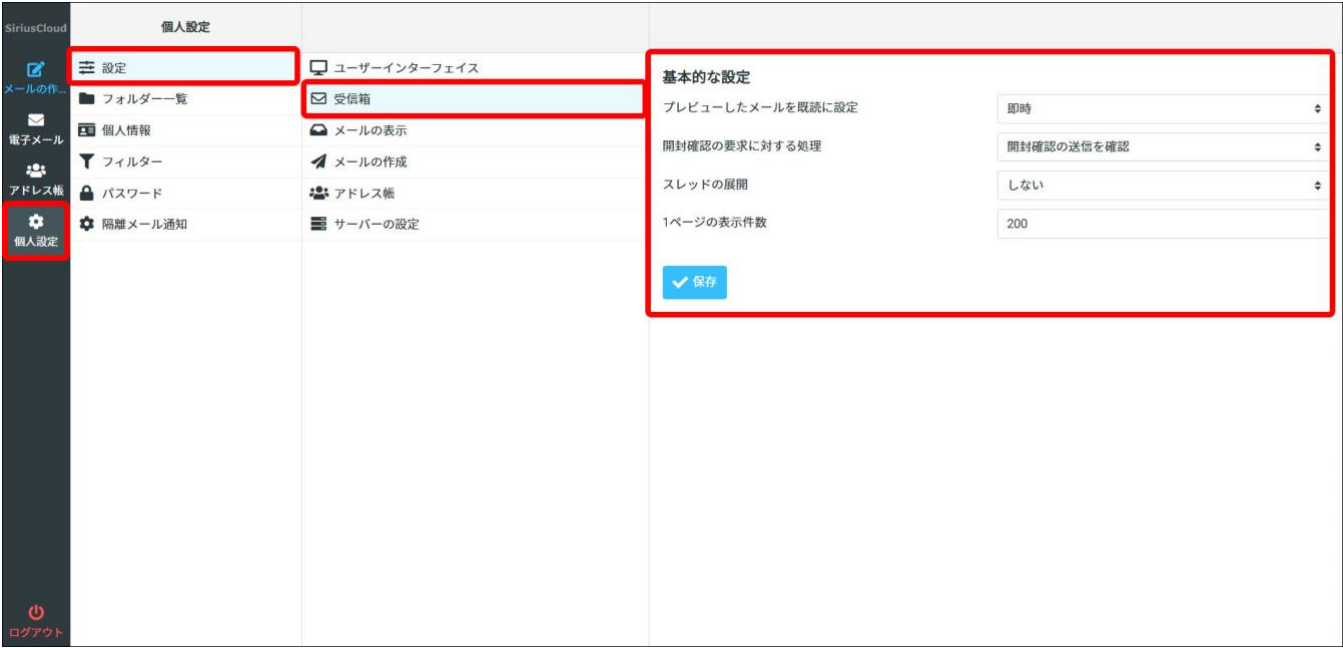 SiriusCloud
メールの作...
電子メール
アドレス帳
個人設定
ログアウト
個人設定
設定
フォルダー一覧
個人情報
フィルター
パスワード
隔離メール通知
ユーザーインターフェイス
受信箱
メールの表示
メールの作成
アドレス帳
サーバーの設定
基本的な設定
プレビューしたメールを既読に設定 即時
開封確認の要求に対する処理 開封確認の送信を確認
スレッドの展開 しない
1ページの表示件数 200
保存